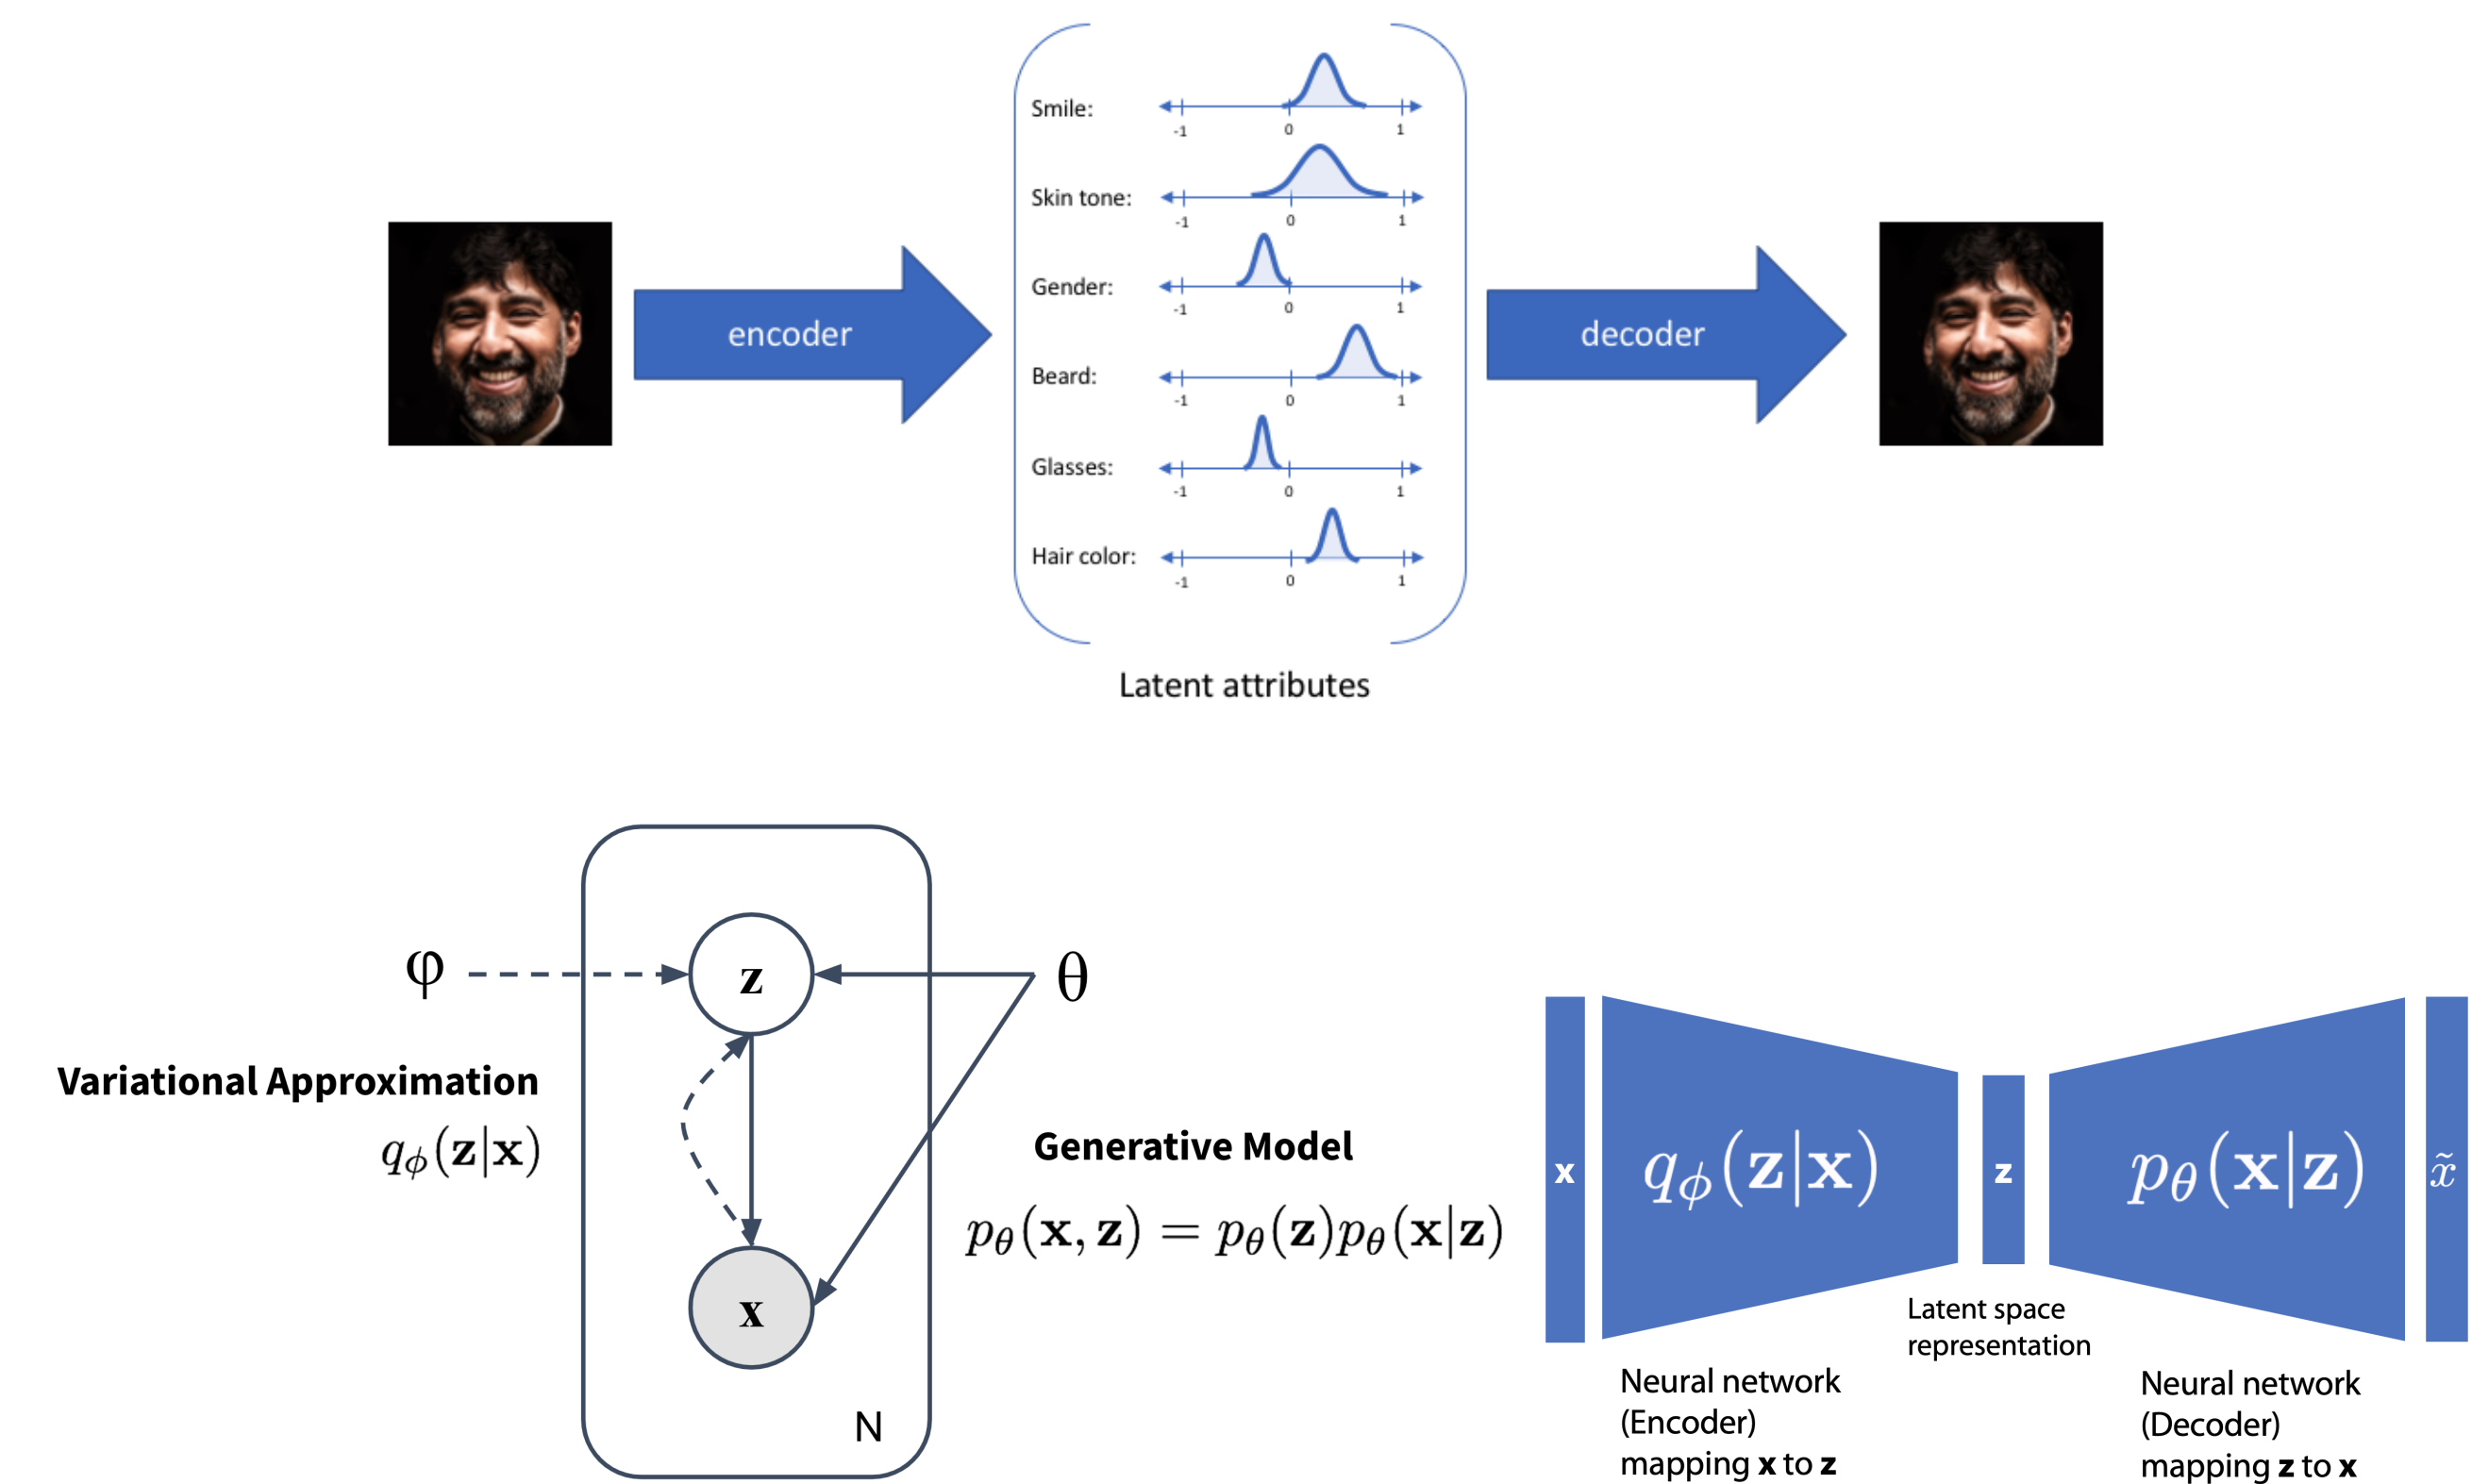 Smile:
-1 0 1
Skin tone:
-1 0 1
Gender:
-1 0 1
Beard:
-1 0 1
Glasses:
-1 0 1
Hair color:
-1 0 1
encoder
decoder
Latent attributes
φ
z
θ
Variational Approximation
qϕ(z|x)
Generative Model
pθ(x, z) = pθ(z)pθ(x|z)
x
N
x
qϕ(z|x)
z
pθ(x|z)
x̃
Latent space
representation
Neural network
(Encoder)
mapping x to z
Neural network
(Decoder)
mapping z to x